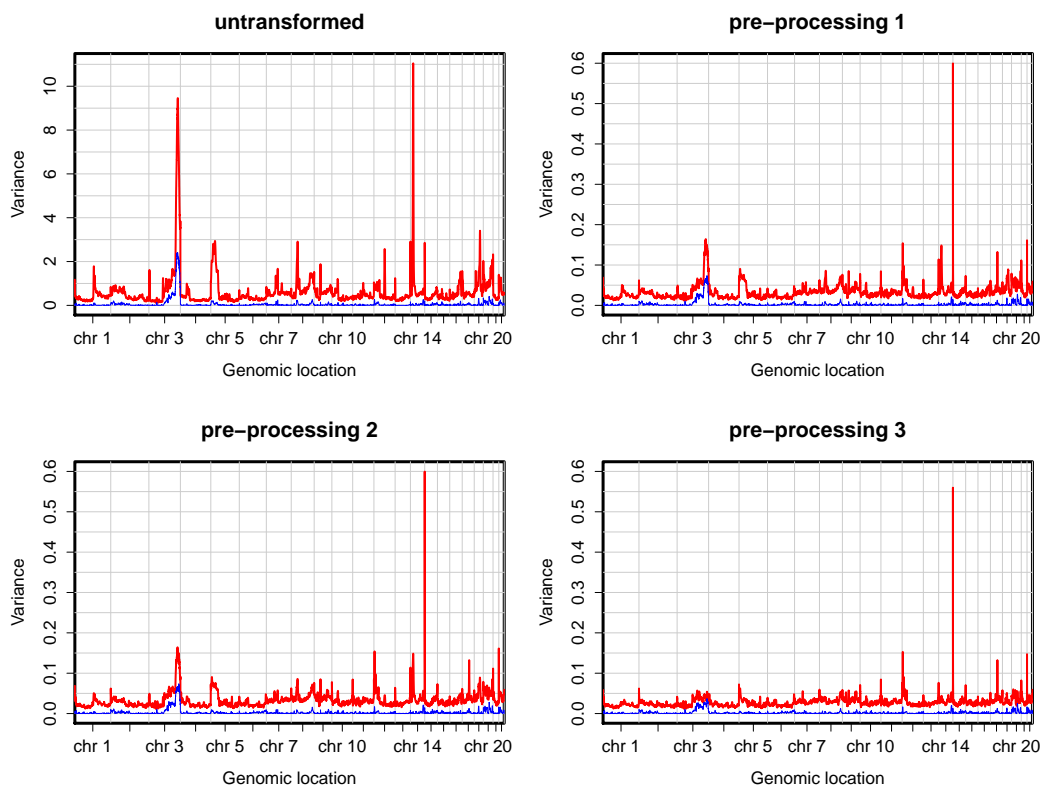 untransformed
Variance
0 2 4 6 8 10
chr 1 chr 3 chr 5 chr 7 chr 10 chr 14 chr 20
Genomic location
pre−processing 1
Variance
0.0 0.1 0.2 0.3 0.4 0.5 0.6
chr 1 chr 3 chr 5 chr 7 chr 10 chr 14 chr 20
Genomic location
pre−processing 2
Variance
0.0 0.1 0.2 0.3 0.4 0.5 0.6
chr 1 chr 3 chr 5 chr 7 chr 10 chr 14 chr 20
Genomic location
pre−processing 3
Variance
0.0 0.1 0.2 0.3 0.4 0.5 0.6
chr 1 chr 3 chr 5 chr 7 chr 10 chr 14 chr 20
Genomic location